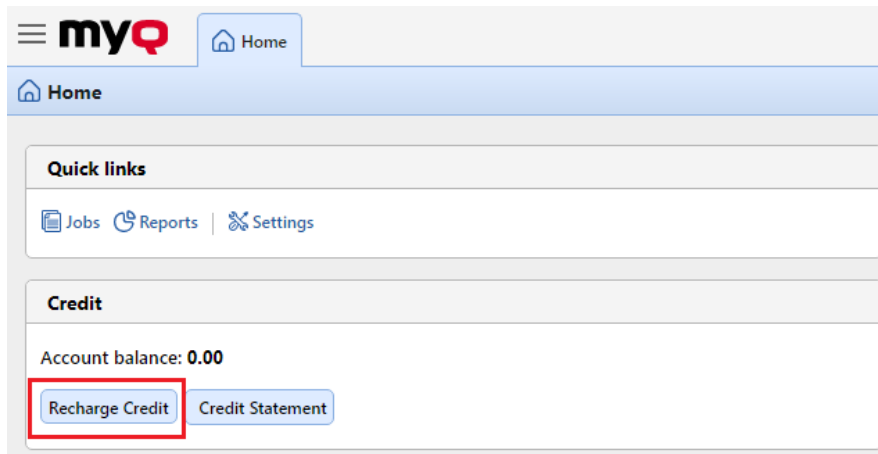 myQ Home
Home
Quick links
Jobs Reports | Settings
Credit
Account balance: 0.00
Recharge Credit Credit Statement